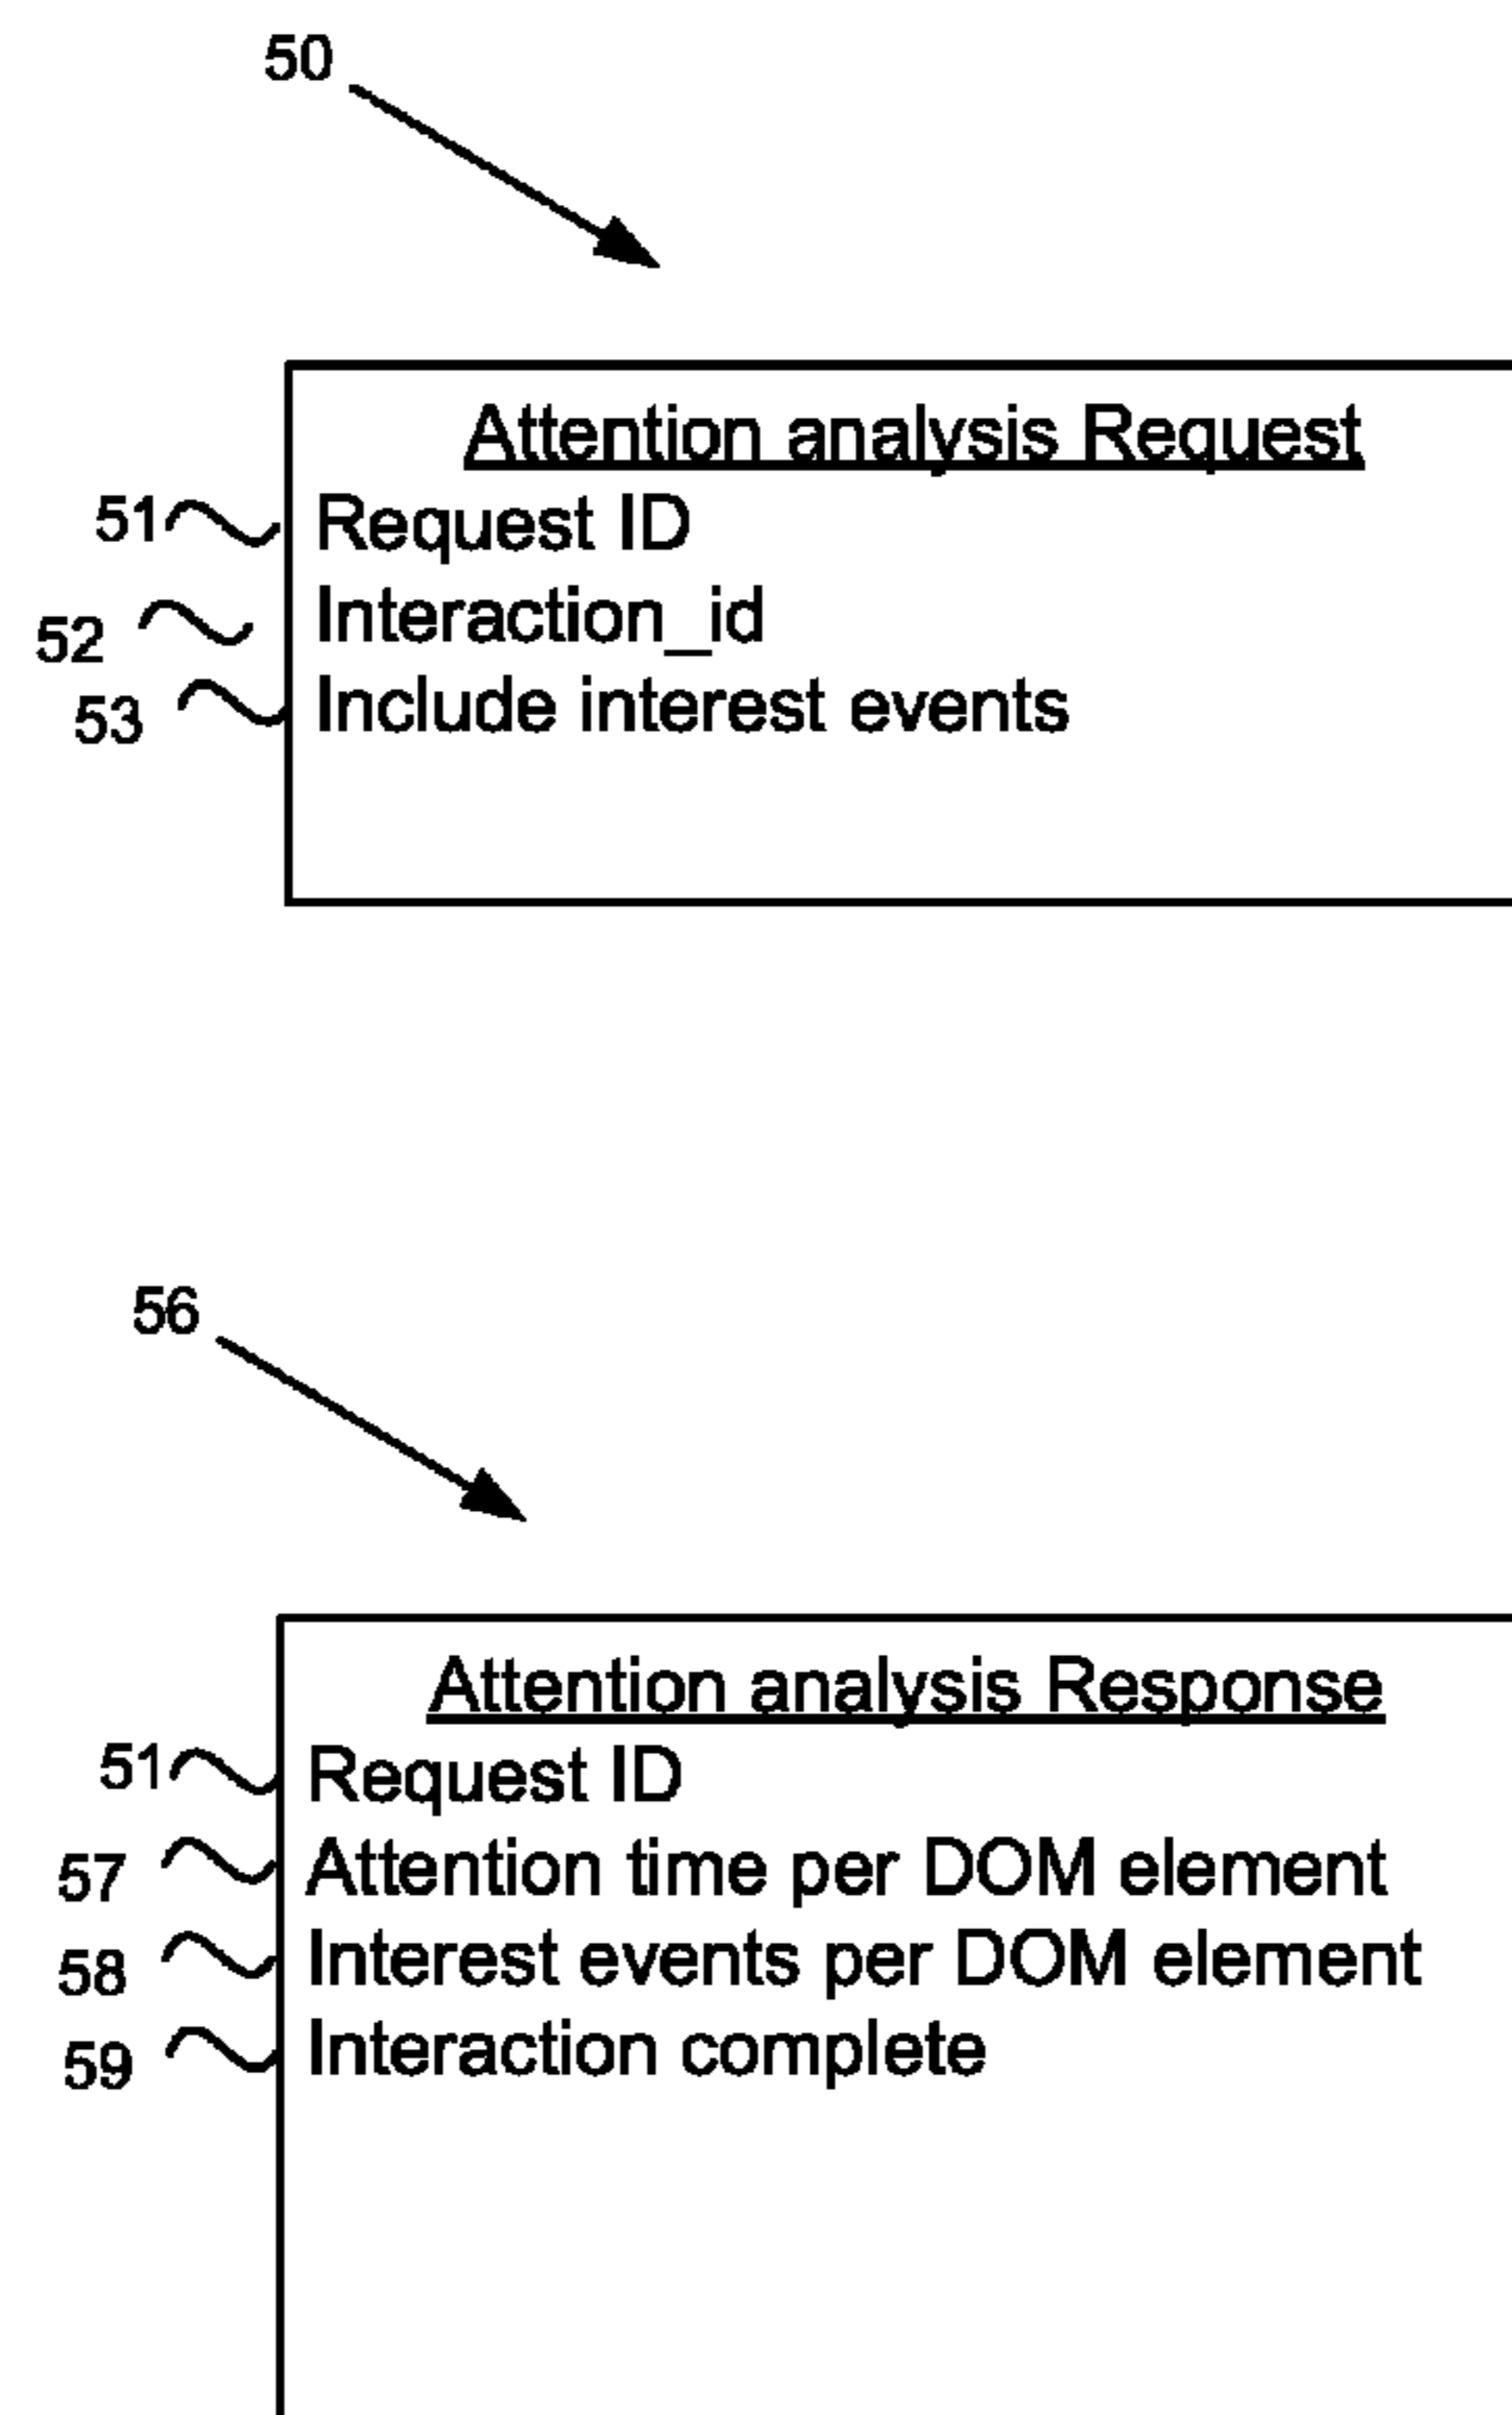 50
Attention analysis Request
51 Request ID
52 Interaction_id
53 Include interest events
56
Attention analysis Response
51 Request ID
57 Attention time per DOM element
58 Interest events per DOM element
59 Interaction complete